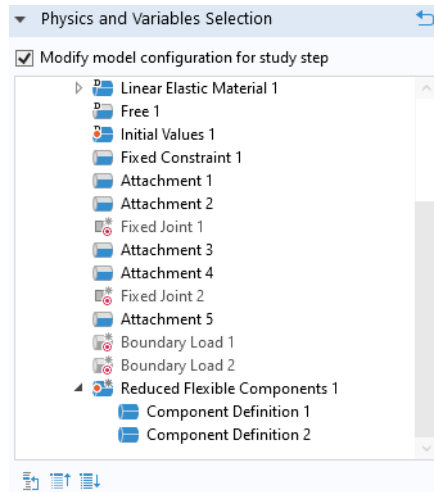 Physics and Variables Selection
Modify model configuration for study step
Linear Elastic Material 1
Free 1
Initial Values 1
Fixed Constraint 1
Attachment 1
Attachment 2
Fixed Joint 1
Attachment 3
Attachment 4
Fixed Joint 2
Attachment 5
Boundary Load 1
Boundary Load 2
Reduced Flexible Components 1
Component Definition 1
Component Definition 2